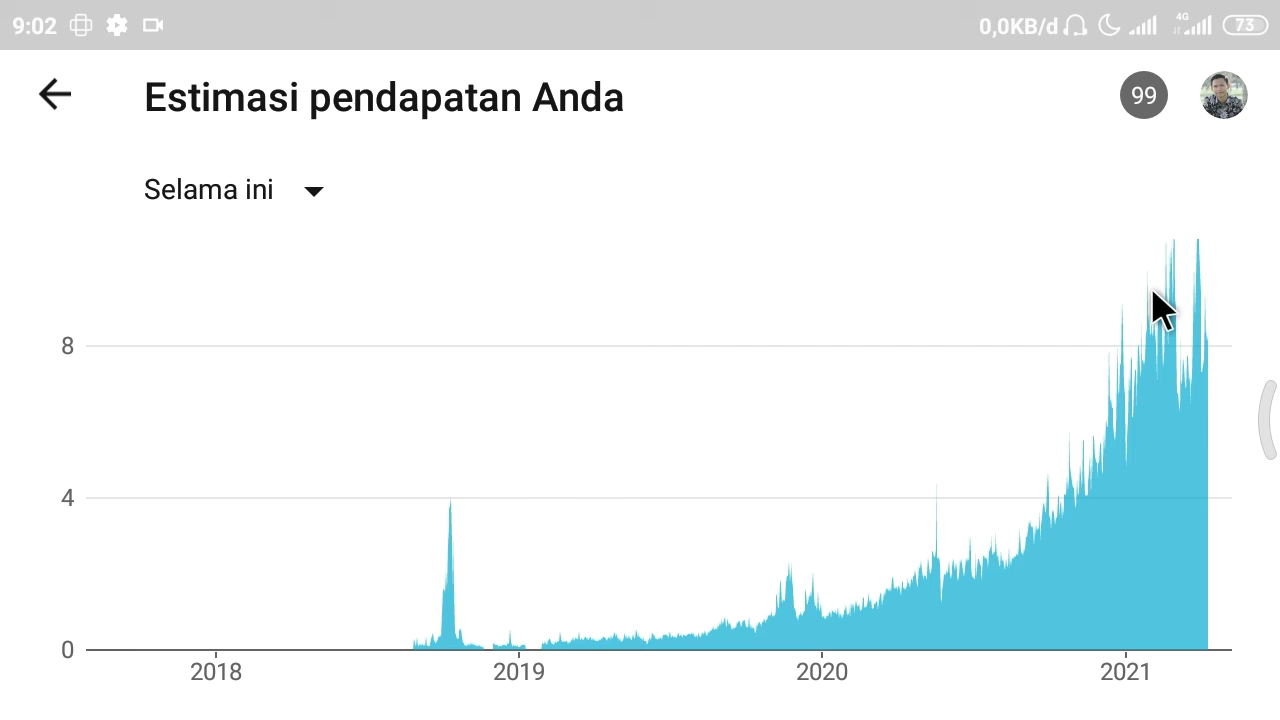 9:02 0,0KB/d 4G 73
Estimasi pendapatan Anda 99
Selama ini
8
4
0
2018 2019 2020 2021